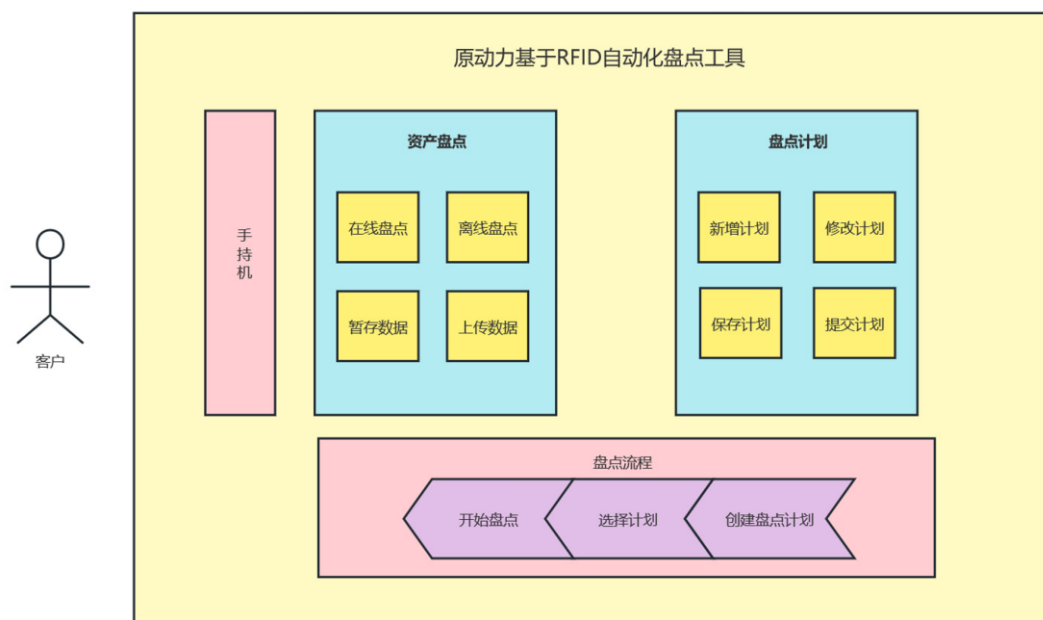 原动力基于RFID自动化盘点工具
手
持
机
资产盘点
在线盘点
离线盘点
暂存数据
上传数据
盘点计划
新增计划
修改计划
保存计划
提交计划
客户
盘点流程
开始盘点
选择计划
创建盘点计划